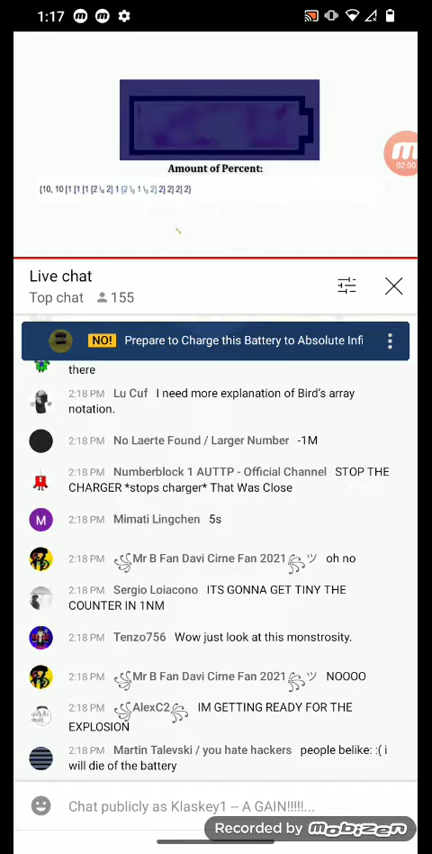 1:17
02:00
Amount of Percent:
{10, 10 [1 [1 [1 [2 \₅ 2] 1 [2 \₅ 1 \₅ 2] 2] 2] 2] 2}
Live chat
Top chat 155
NO! Prepare to Charge this Battery to Absolute Infi
there
2:18 PM Lu Cuf I need more explanation of Bird's array
notation.
2:18 PM No Laerte Found / Larger Number -1M
2:18 PM Numberblock 1 AUTTP - Official Channel STOP THE
CHARGER *stops charger* That Was Close
M
2:18 PM Mimati Lingchen 5s
2:18 PM ꧁Mr B Fan Davi Cirne Fan 2021꧂ツ oh no
2:18 PM Sergio Loiacono ITS GONNA GET TINY THE
COUNTER IN 1NM
2:18 PM Tenzo756 Wow just look at this monstrosity.
2:18 PM ꧁Mr B Fan Davi Cirne Fan 2021꧂ツ NOOOO
2:18 PM ꧁AlexC2꧂ IM GETTING READY FOR THE
EXPLOSION
2:18 PM Martin Talevski / you hate hackers people belike: :( i
will die of the battery
Chat publicly as Klaskey1 -- A GAIN!!!!!...
Recorded by mobizen